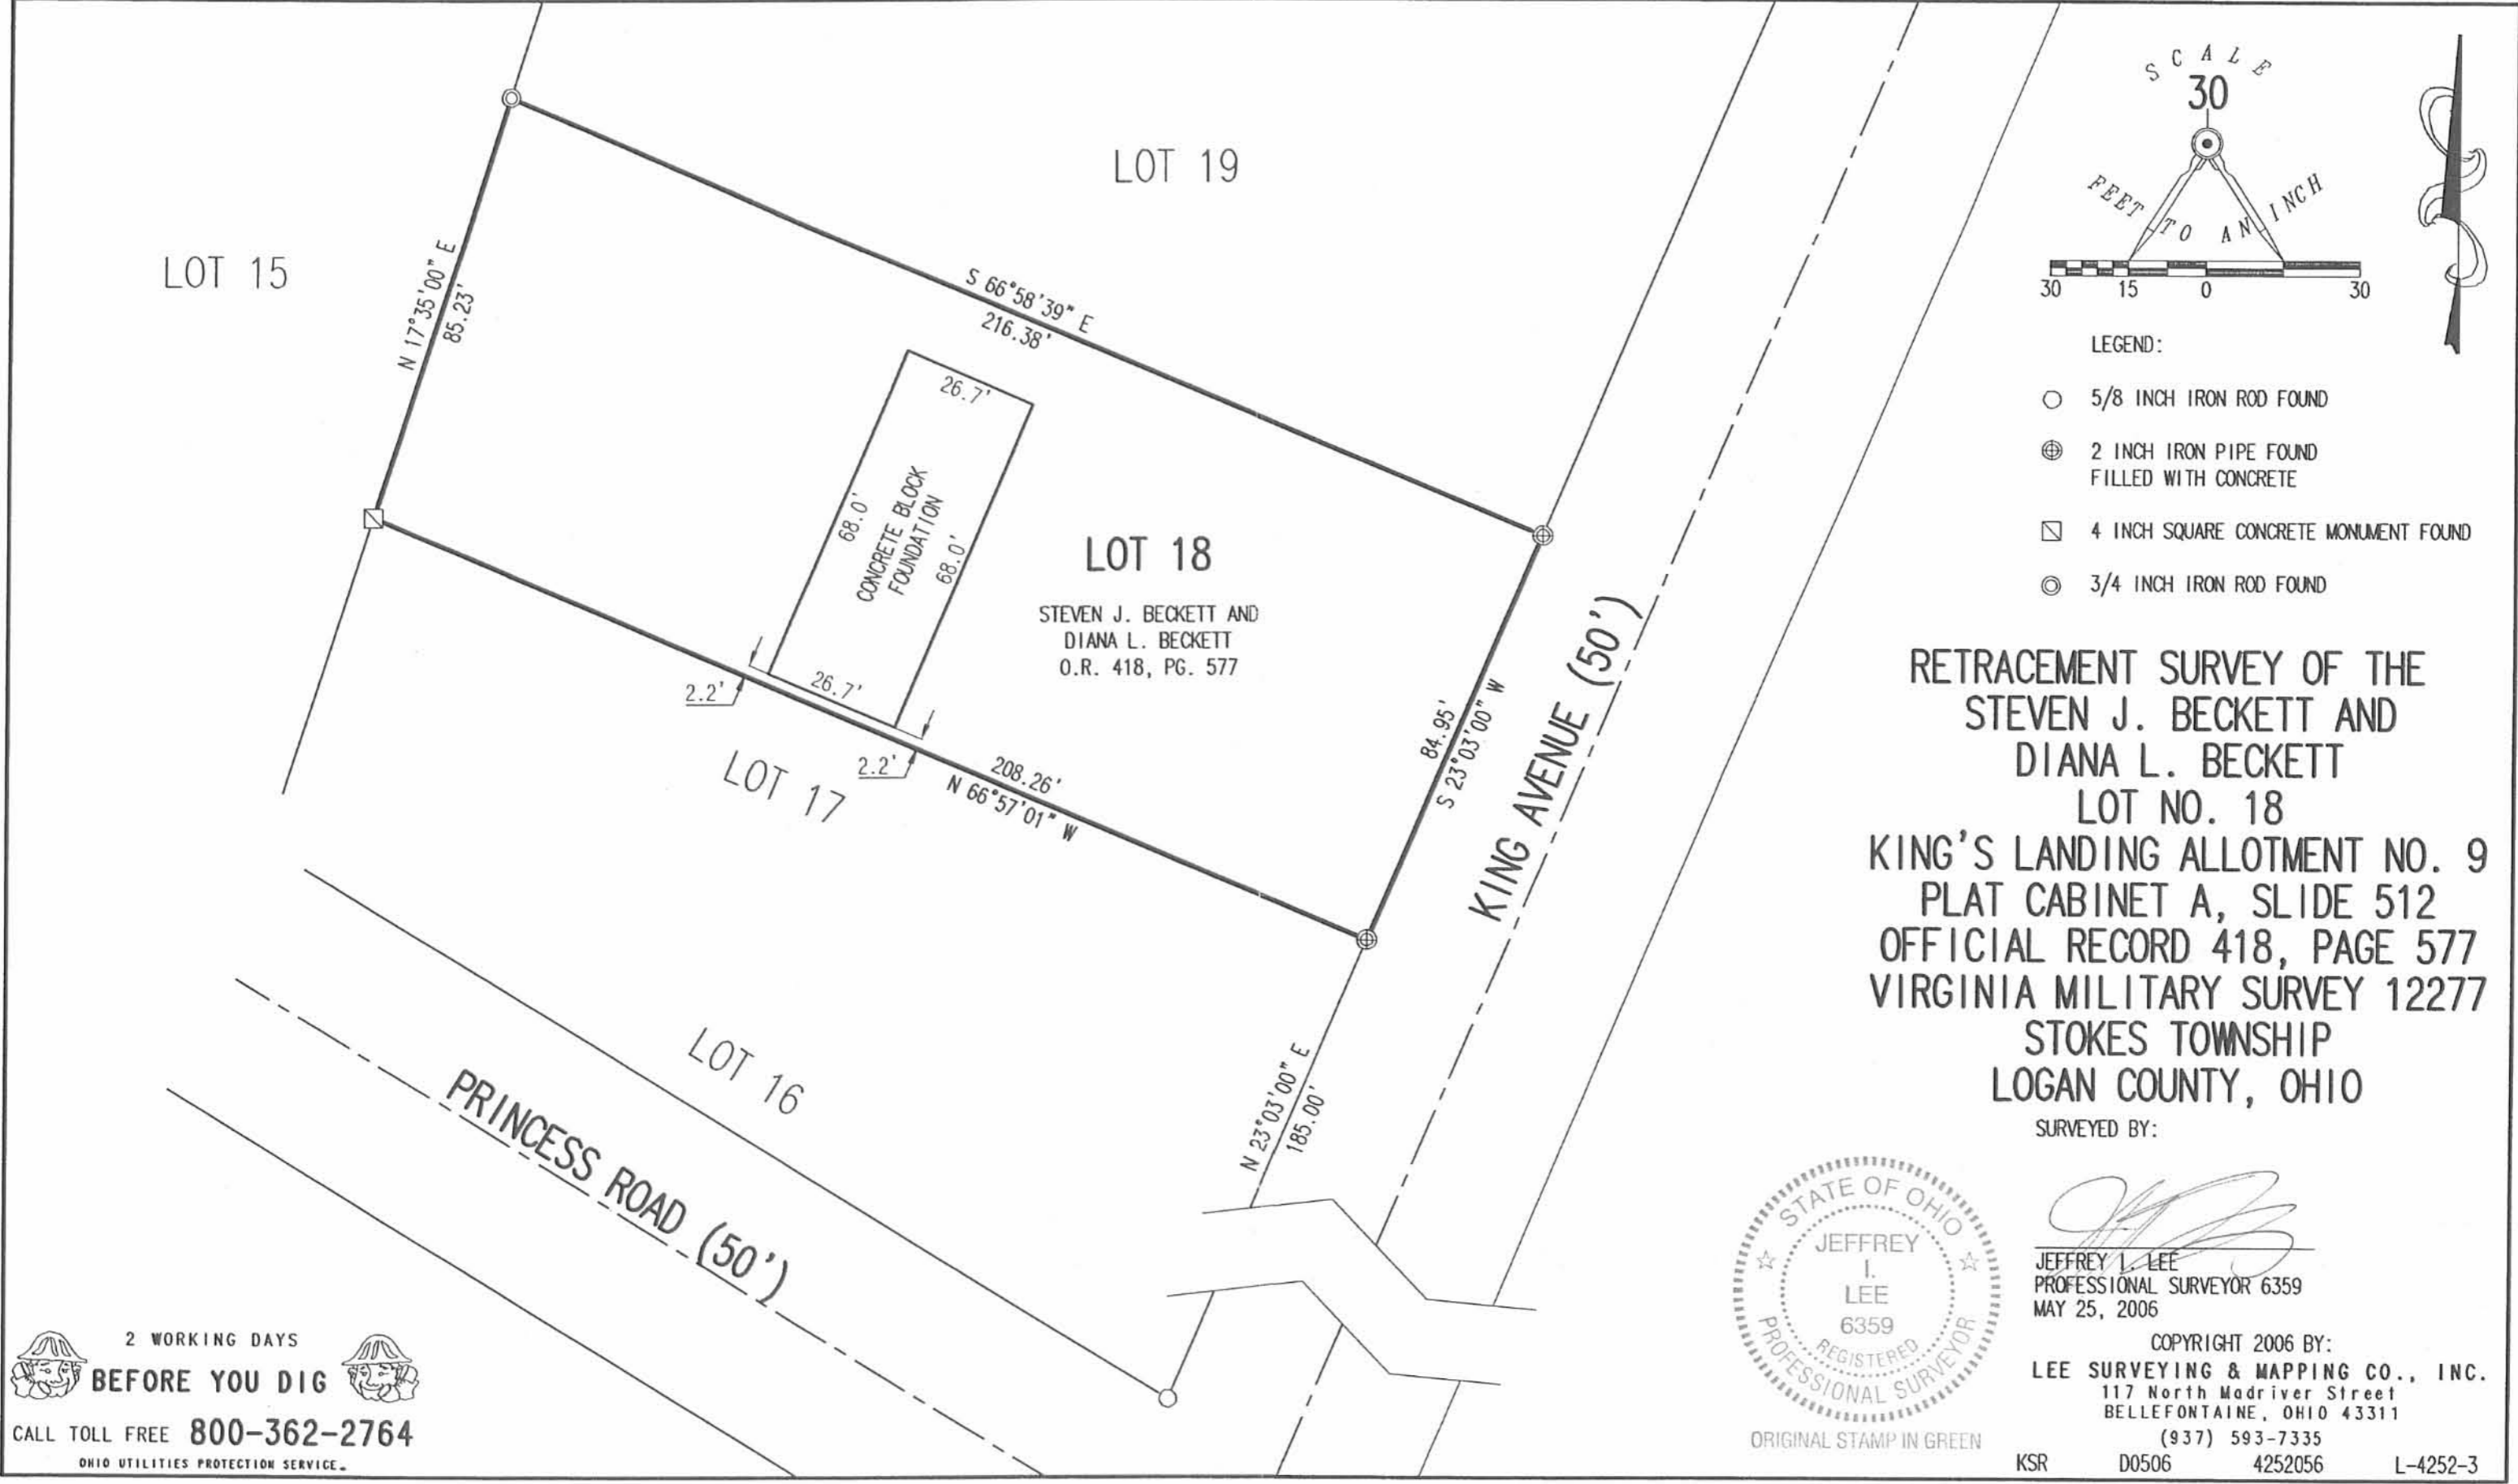 LOT 19
LOT 15
N 17°35'00" E
85.23'
S 66°58'39" E
216.38'
26.7'
68.0'
CONCRETE BLOCK
FOUNDATION
68.0'
LOT 18
STEVEN J. BECKETT AND
DIANA L. BECKETT
O.R. 418, PG. 577
2.2'
26.7'
2.2'
208.26'
N 66°57'01" W
LOT 17
84.95'
S 23°03'00" W
KING AVENUE (50')
LOT 16
N 23°03'00" E
185.00'
PRINCESS ROAD (50')
2 WORKING DAYS
BEFORE YOU DIG
CALL TOLL FREE 800-362-2764
OHIO UTILITIES PROTECTION SERVICE.
SCALE
30
FEET TO AN INCH
30 15 0 30
LEGEND:
5/8 INCH IRON ROD FOUND
2 INCH IRON PIPE FOUND
FILLED WITH CONCRETE
4 INCH SQUARE CONCRETE MONUMENT FOUND
3/4 INCH IRON ROD FOUND
RETRACEMENT SURVEY OF THE
STEVEN J. BECKETT AND
DIANA L. BECKETT
LOT NO. 18
KING'S LANDING ALLOTMENT NO. 9
PLAT CABINET A, SLIDE 512
OFFICIAL RECORD 418, PAGE 577
VIRGINIA MILITARY SURVEY 12277
STOKES TOWNSHIP
LOGAN COUNTY, OHIO
SURVEYED BY:
STATE OF OHIO
JEFFREY
I.
LEE
6359
REGISTERED
PROFESSIONAL SURVEYOR
ORIGINAL STAMP IN GREEN
JEFFREY I. LEE
PROFESSIONAL SURVEYOR 6359
MAY 25, 2006
COPYRIGHT 2006 BY:
LEE SURVEYING & MAPPING CO., INC.
117 North Madriver Street
BELLEFONTAINE, OHIO 43311
(937) 593-7335
KSR D0506 4252056 L-4252-3